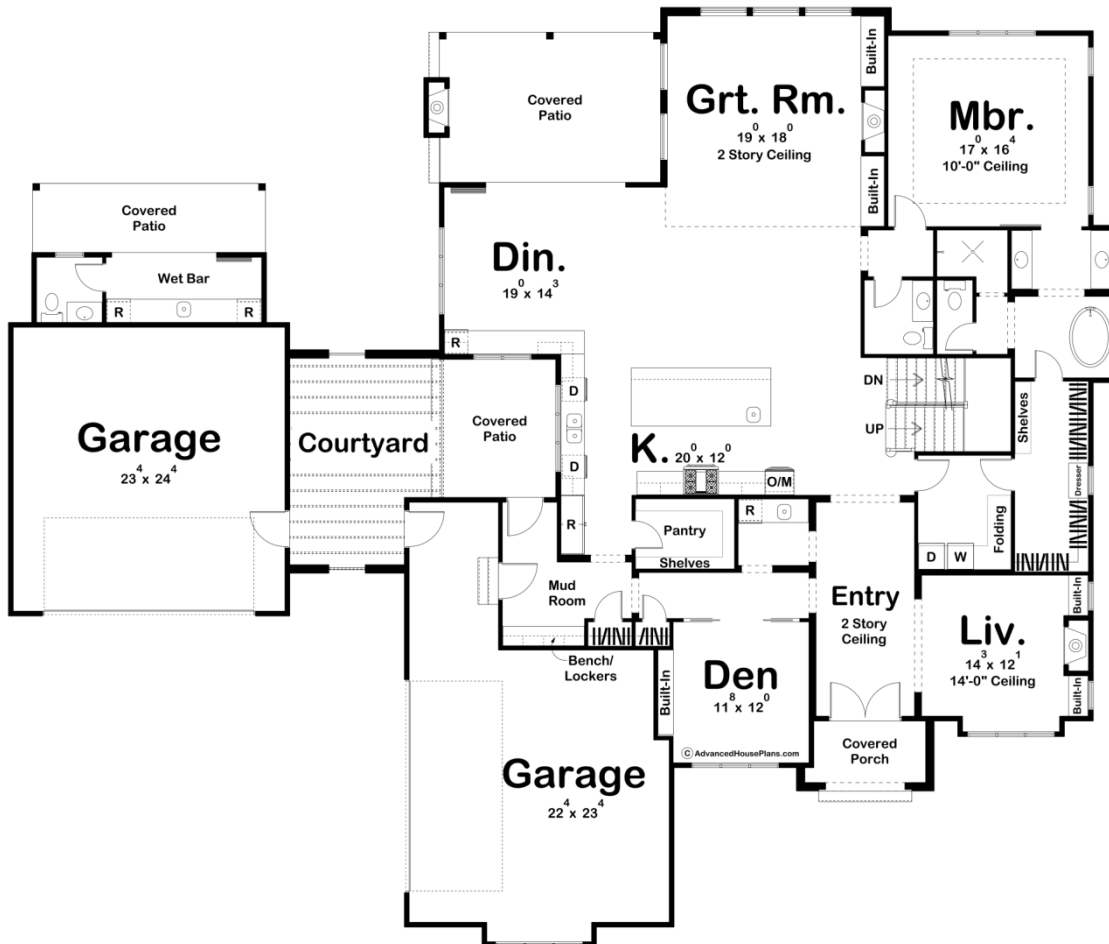 Covered
Patio
Grt. Rm.
19⁰ x 18⁰
2 Story Ceiling
Built-In
Built-In
Mbr.
17⁰ x 16⁴
10'-0" Ceiling
Covered
Patio
Wet Bar
R
R
Din.
19⁰ x 14³
R
Garage
23⁴ x 24⁴
Courtyard
Covered
Patio
D
D
R
K.
20⁰ x 12⁰
O/M
DN
UP
Shelves
Dresser
Pantry
Shelves
R
Folding
D
W
Mud
Room
Bench/
Lockers
Entry
2 Story
Ceiling
Liv.
14³ x 12¹
14'-0" Ceiling
Built-In
Built-In
Den
11⁸ x 12⁰
Built-In
© AdvancedHousePlans.com
Covered
Porch
Garage
22⁴ x 23⁴